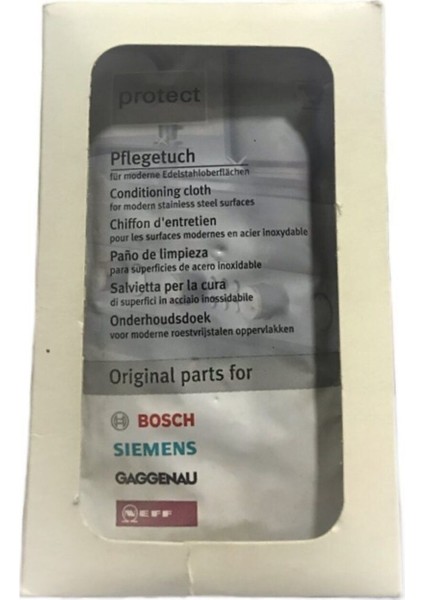 protect
Pflegetuch
für moderne Edelstahloberflächen
Conditioning cloth
for modern stainless steel surfaces
Chiffon d'entretien
pour les surfaces modernes en acier inoxydable
Paño de limpieza
para superficies de acero inoxidable
Salvietta per la cura
di superfici in acciaio inossidabile
Onderhoudsdoek
voor moderne roestvrijstalen oppervlakken
Original parts for
BOSCH
SIEMENS
GAGGENAU
NEFF